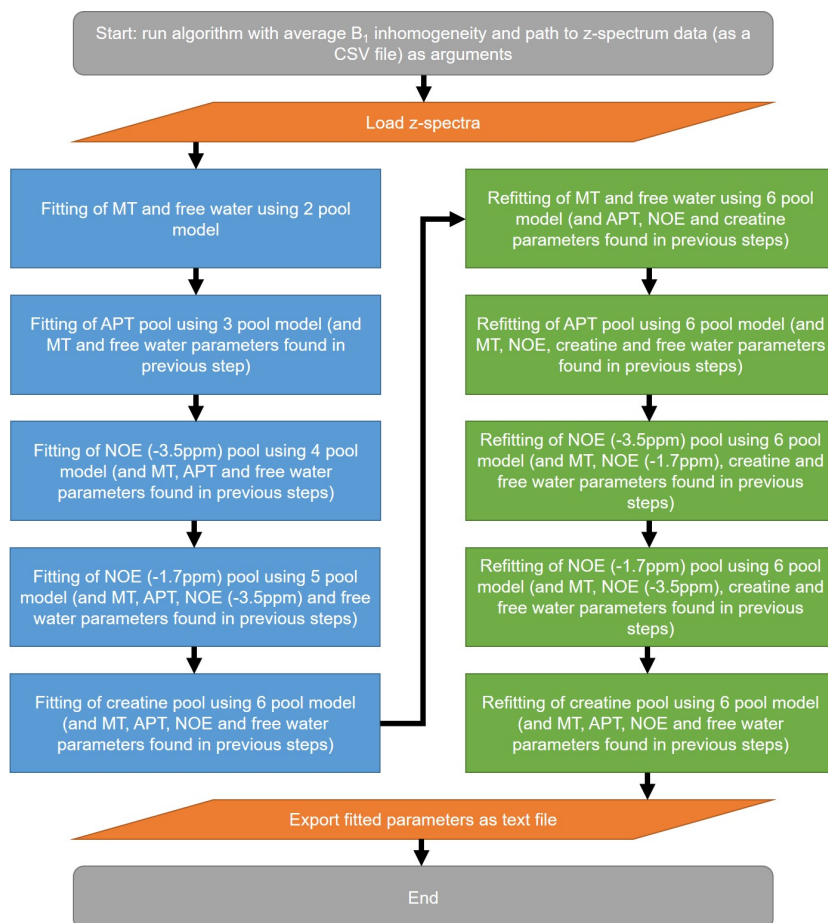 Start: run algorithm with average B₁ inhomogeneity and path to z-spectrum data (as a
CSV file) as arguments
Load z-spectra
Fitting of MT and free water using 2 pool
model
Fitting of APT pool using 3 pool model (and
MT and free water parameters found in
previous step)
Fitting of NOE (-3.5ppm) pool using 4 pool
model (and MT, APT and free water
parameters found in previous steps)
Fitting of NOE (-1.7ppm) pool using 5 pool
model (and MT, APT, NOE (-3.5ppm) and free
water parameters found in previous steps)
Fitting of creatine pool using 6 pool model
(and MT, APT, NOE and free water
parameters found in previous steps)
Refitting of MT and free water using 6 pool
model (and APT, NOE and creatine
parameters found in previous steps)
Refitting of APT pool using 6 pool model (and
MT, NOE, creatine and free water parameters
found in previous steps)
Refitting of NOE (-3.5ppm) pool using 6 pool
model (and MT, NOE (-1.7ppm), creatine and
free water parameters found in previous
steps)
Refitting of NOE (-1.7ppm) pool using 6 pool
model (and MT, NOE (-3.5ppm), creatine and
free water parameters found in previous
steps)
Refitting of creatine pool using 6 pool model
(and MT, APT, NOE and free water
parameters found in previous steps)
Export fitted parameters as text file
End